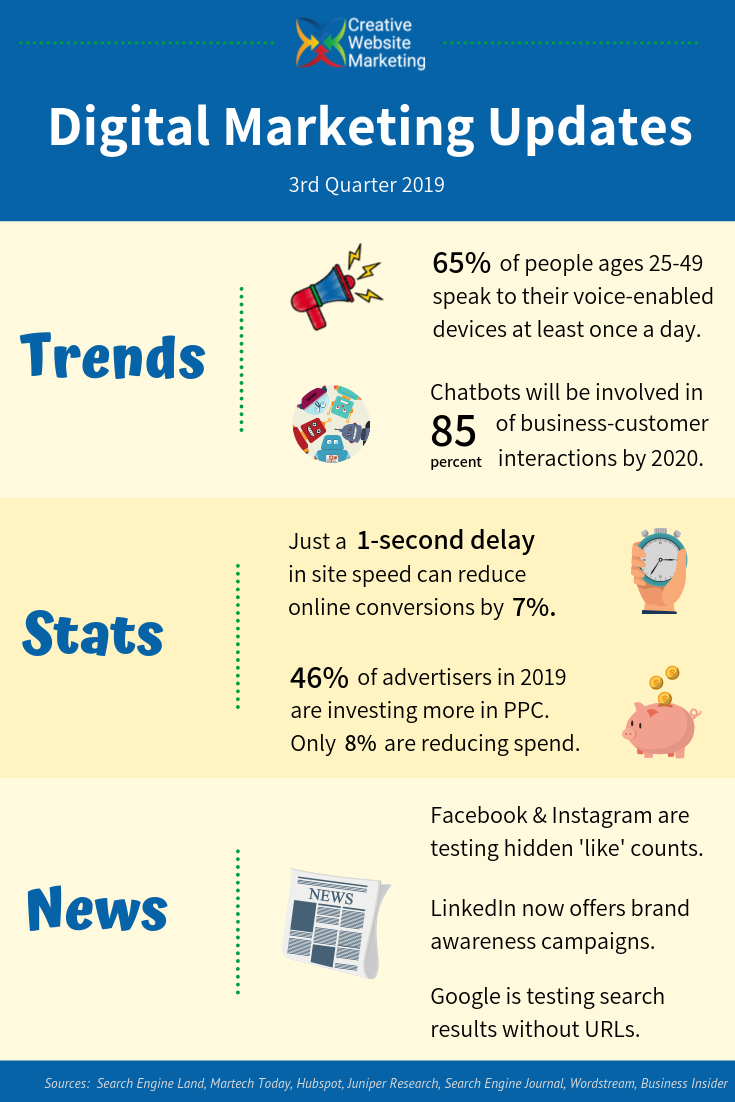 Creative
Website
Marketing
Digital Marketing Updates
3rd Quarter 2019
Trends
65% of people ages 25-49
speak to their voice-enabled
devices at least once a day.
Chatbots will be involved in
85 percent of business-customer
interactions by 2020.
Stats
Just a 1-second delay
in site speed can reduce
online conversions by 7%.
46% of advertisers in 2019
are investing more in PPC.
Only 8% are reducing spend.
News
NEWS
Facebook & Instagram are
testing hidden 'like' counts.
LinkedIn now offers brand
awareness campaigns.
Google is testing search
results without URLs.
Sources: Search Engine Land, Martech Today, Hubspot, Juniper Research, Search Engine Journal, Wordstream, Business Insider